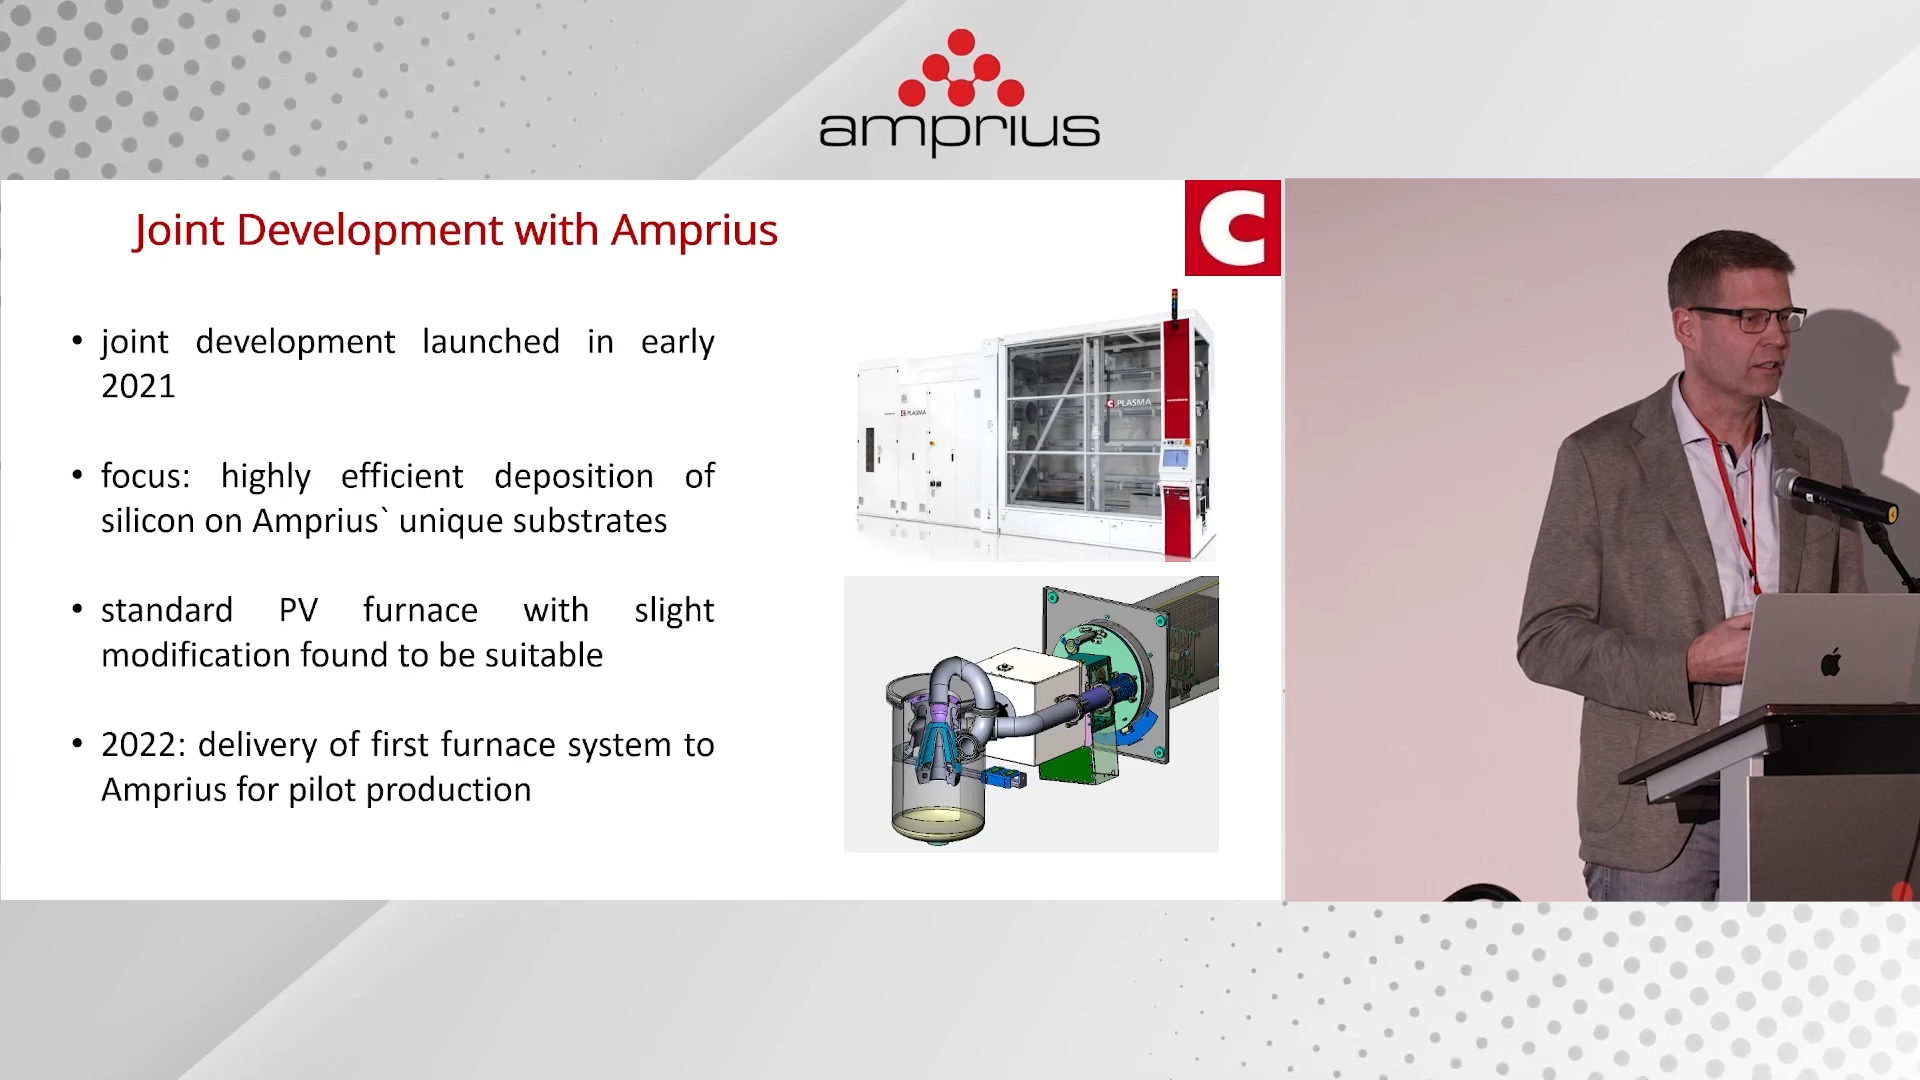 amprius
Joint Development with Amprius
C
• joint development launched in early
2021
• focus: highly efficient deposition of
silicon on Amprius` unique substrates
• standard PV furnace with slight
modification found to be suitable
• 2022: delivery of first furnace system to
Amprius for pilot production
C PLASMA
C PLASMA